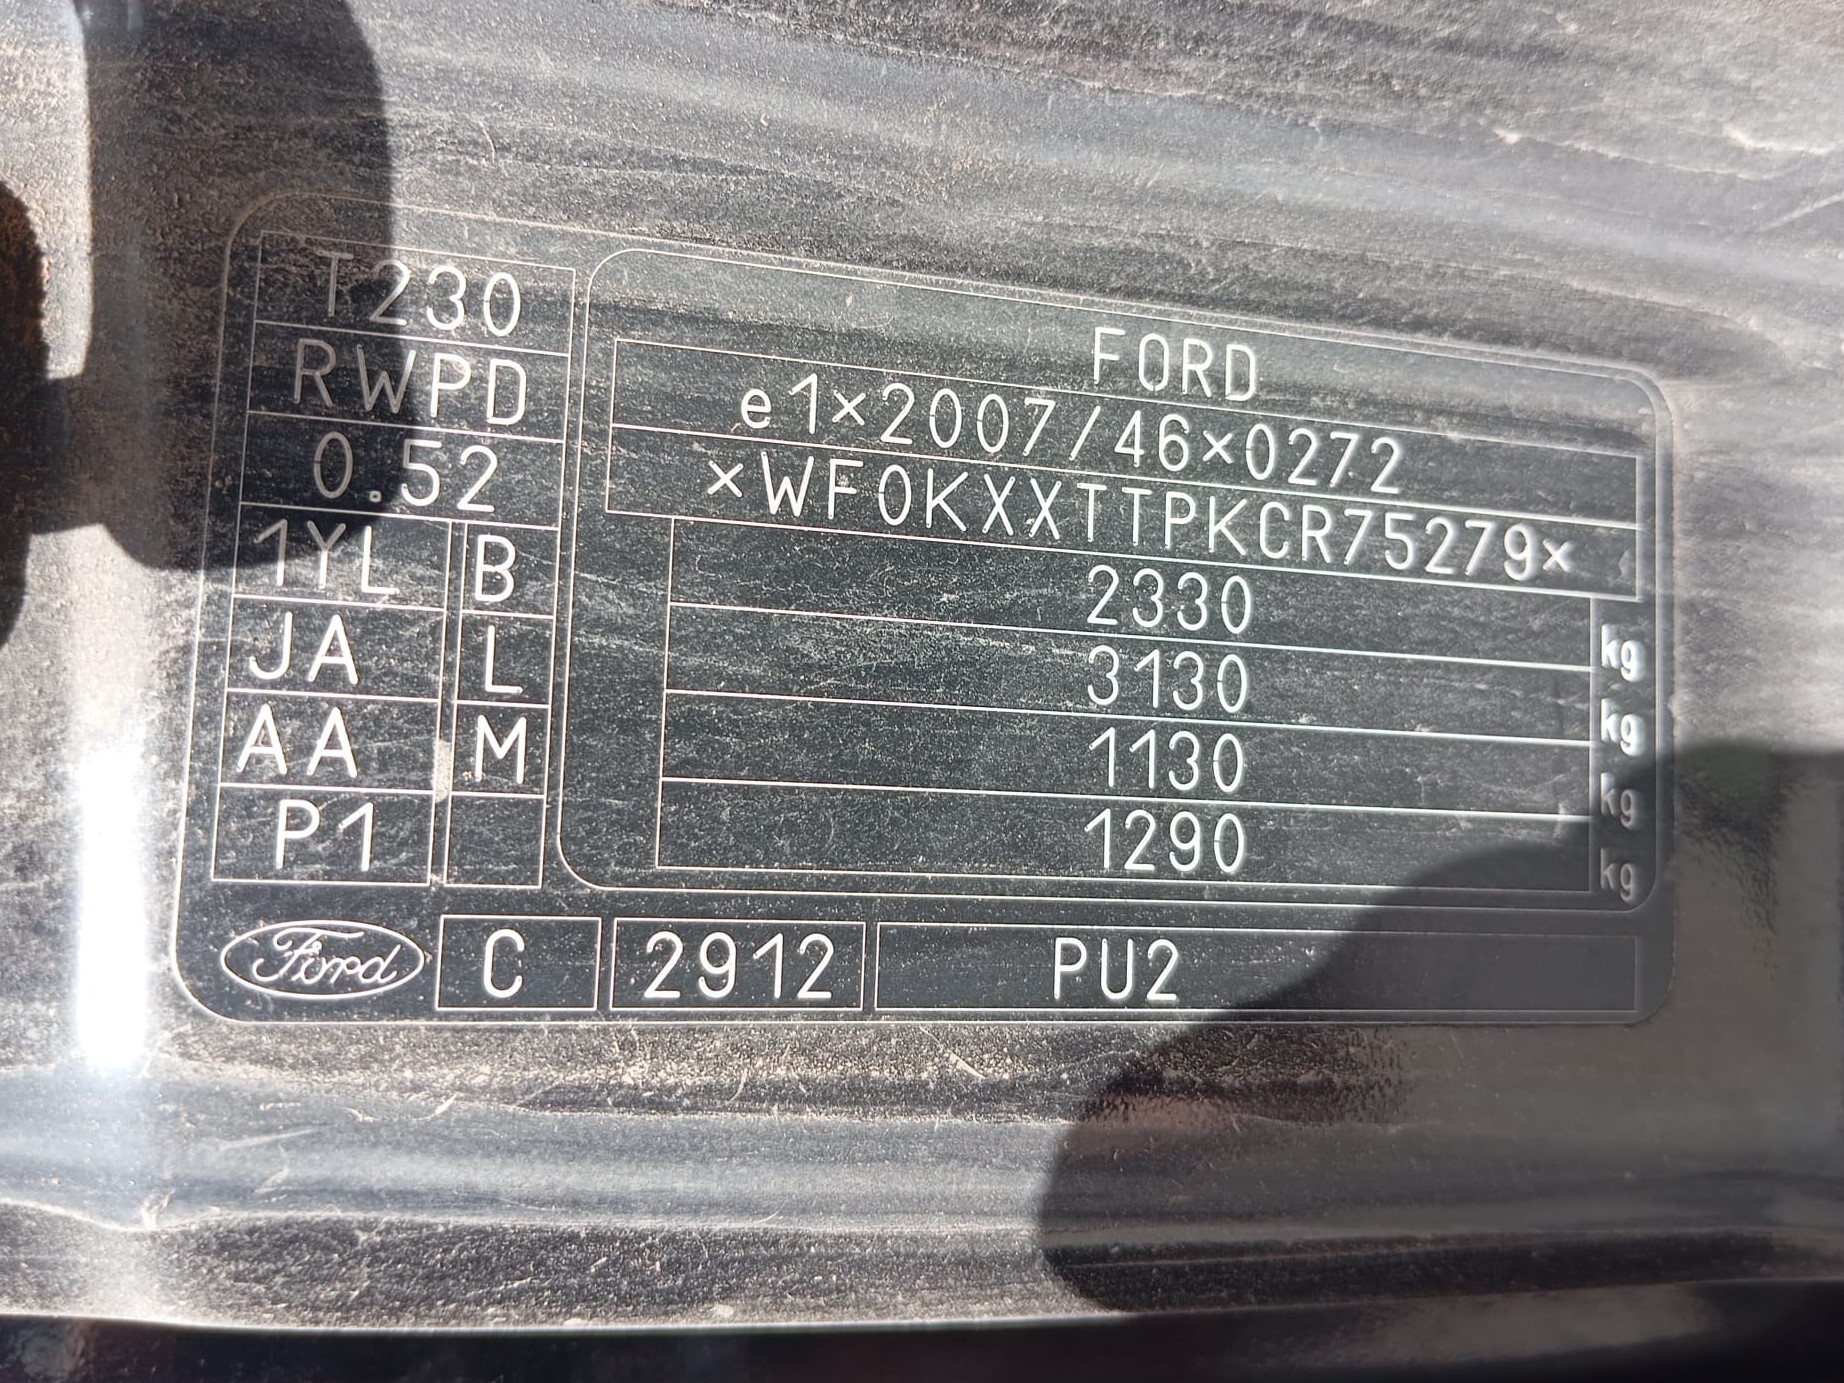 T230
RWPD
0.52
1YL B
JA L
AA M
P1
FORD
e1×2007/46×0272
×WF0KXXTTPKCR75279×
2330 kg
3130 kg
1130 kg
1290 kg
Ford C 2912 PU2